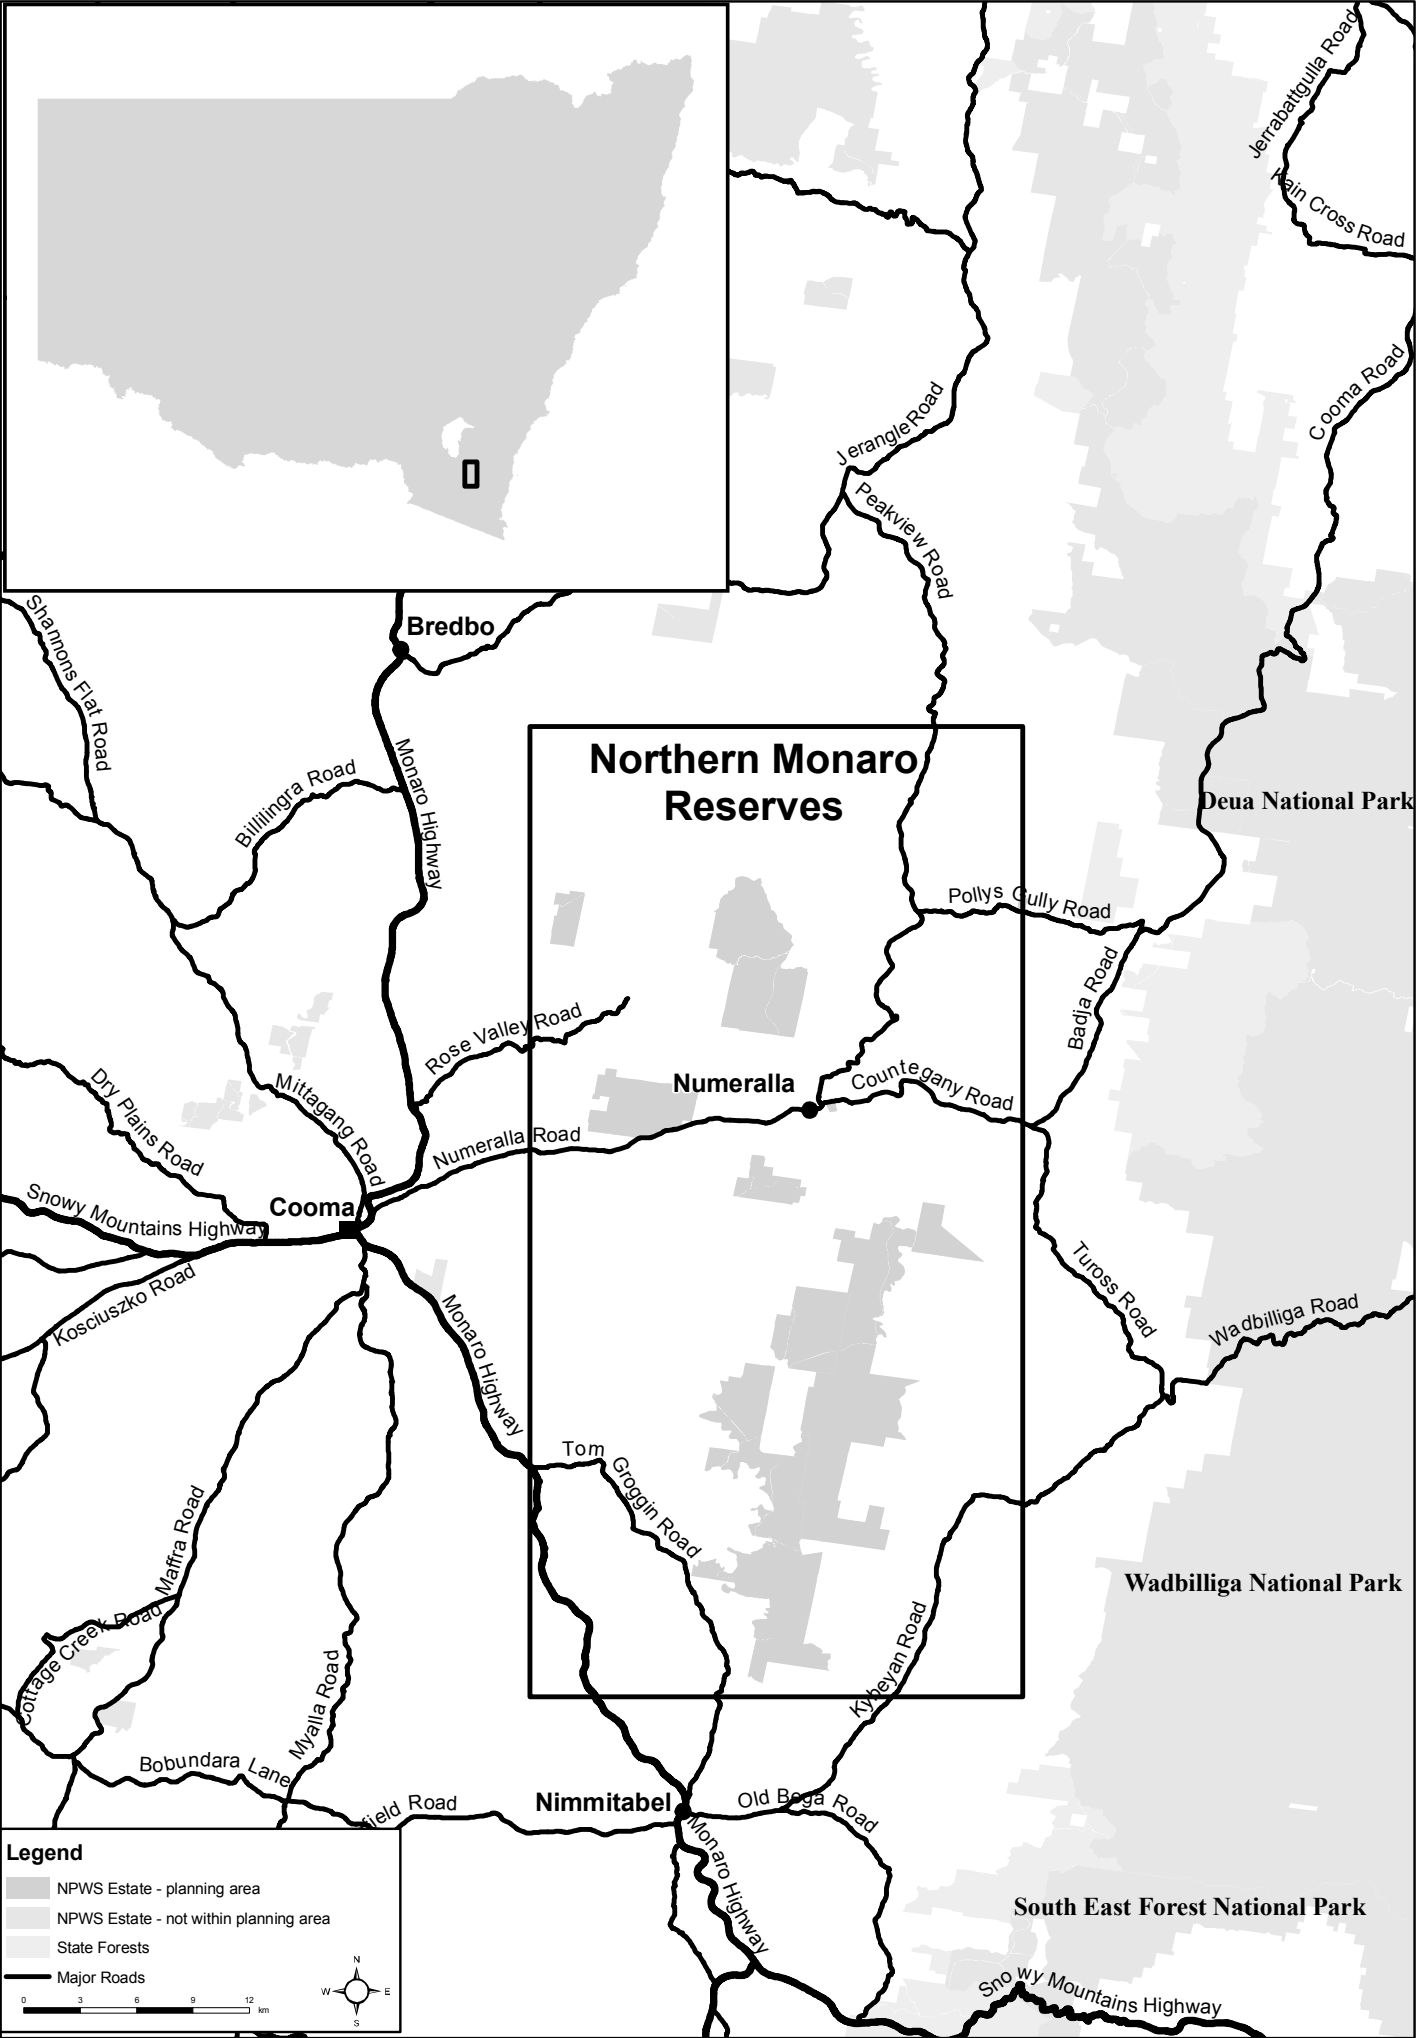 Jerrabattgulla Road
Kain Cross Road
Cooma Road
Jerangle Road
Peakview Road
Shannons Flat Road
Bredbo
Monaro Highway
Billilingra Road
Northern Monaro
Reserves
Deua National Park
Pollys Gully Road
Badja Road
Rose Valley Road
Numeralla
Countegany Road
Dry Plains Road
Mittagang Road
Numeralla Road
Snowy Mountains Highway
Cooma
Kosciuszko Road
Monaro Highway
Tuross Road
Wadbilliga Road
Tom Groggin Road
Maffra Road
Cottage Creek Road
Wadbilliga National Park
Myalla Road
Kybeyan Road
Bobundara Lane
field Road
Nimmitabel
Old Bega Road
Monaro Highway
South East Forest National Park
Snowy Mountains Highway
Legend
NPWS Estate - planning area
NPWS Estate - not within planning area
State Forests
Major Roads
0 3 6 9 12
km
N
W E
S